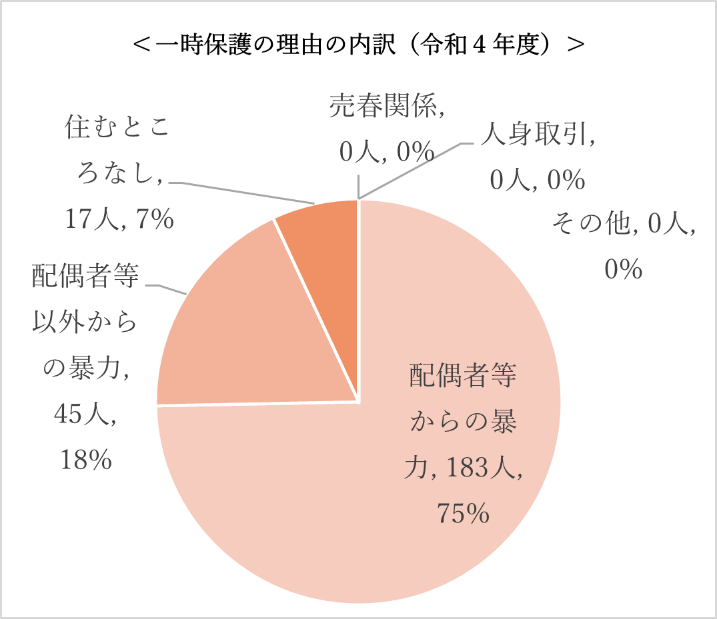 ＜一時保護の理由の内訳（令和４年度）＞
売春関係,
0人, 0%
人身取引,
0人, 0%
その他, 0人,
0%
住むとこ
ろなし,
17人, 7%
配偶者等
以外から
の暴力,
45人,
18%
配偶者等
からの暴
力, 183人,
75%